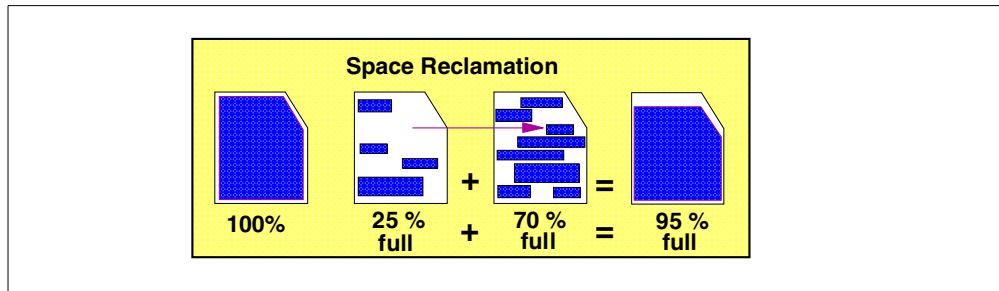 Space Reclamation
+ =
100%
25 % + 70 % = 95 %
full full full